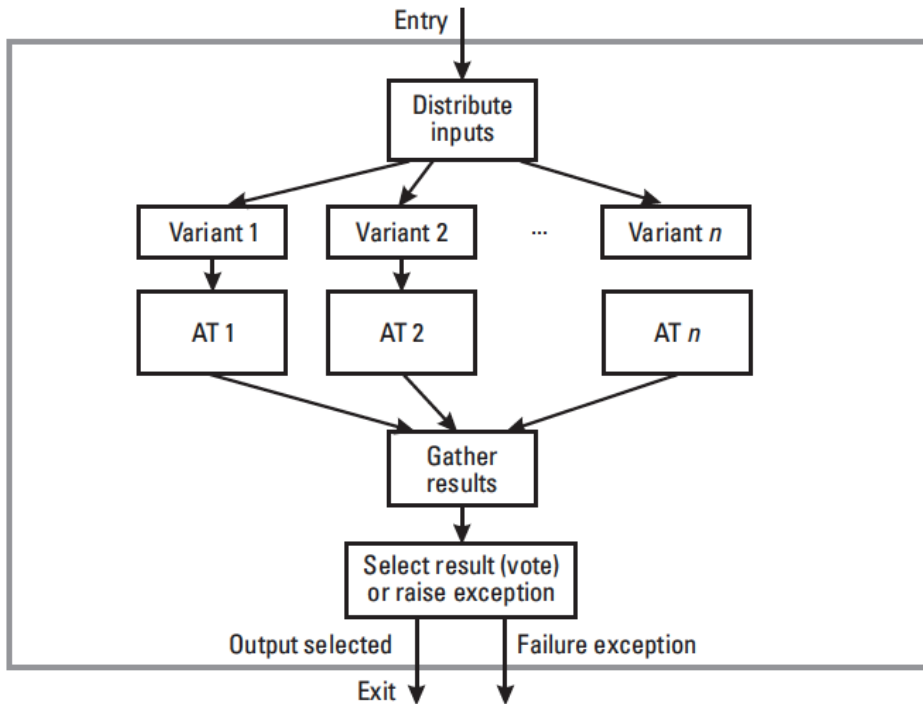 Entry
Distribute
inputs
Variant 1
Variant 2
...
Variant n
AT 1
AT 2
AT n
Gather
results
Select result (vote)
or raise exception
Output selected
Failure exception
Exit